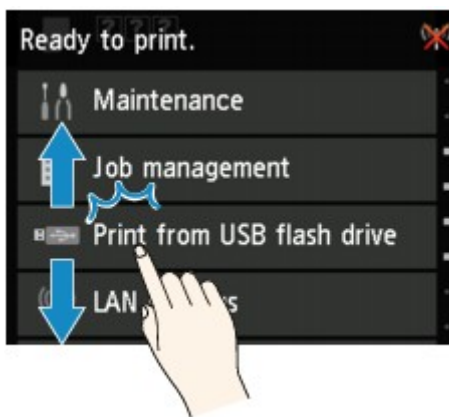 Ready to print.
Maintenance
Job management
Print from USB flash drive
LAN